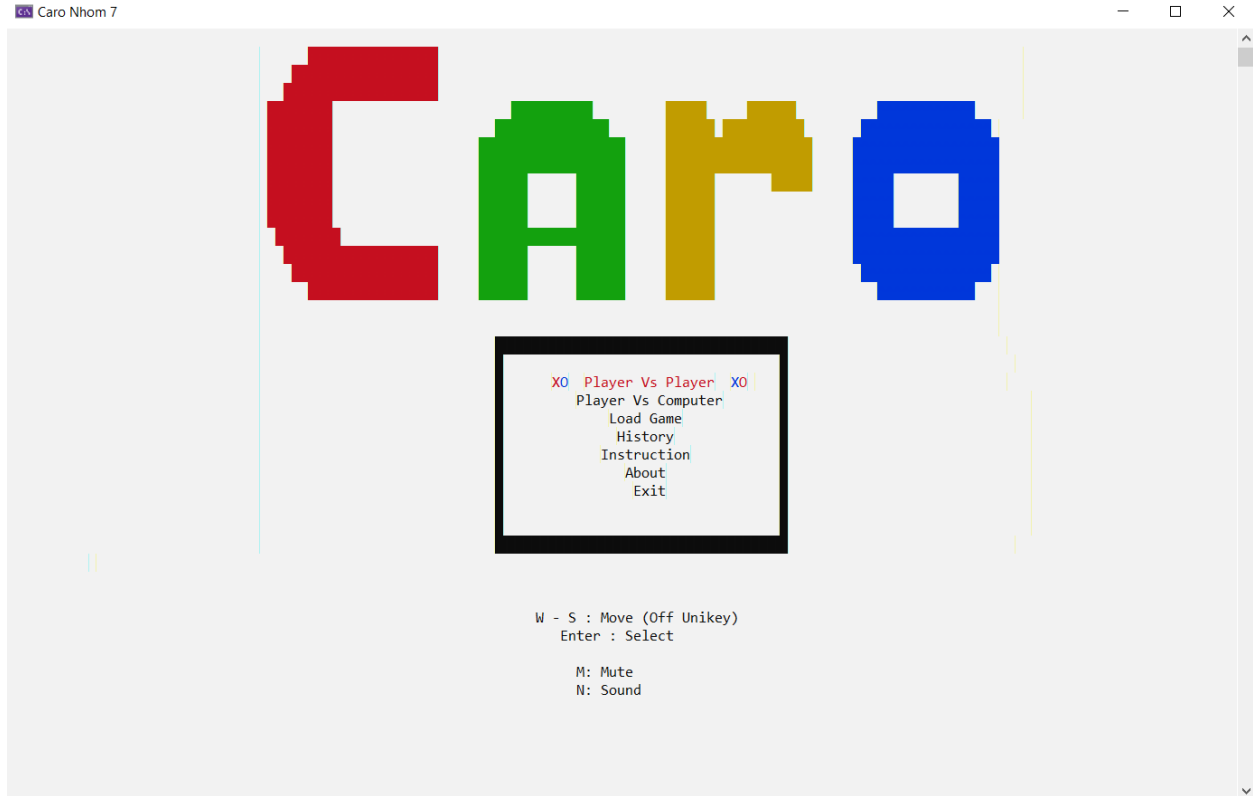 C:\ Caro Nhom 7
Caro
XO Player Vs Player XO
Player Vs Computer
Load Game
History
Instruction
About
Exit
W - S : Move (Off Unikey)
Enter : Select
M: Mute
N: Sound